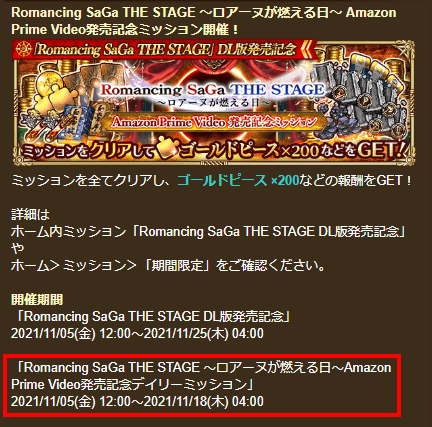 Romancing SaGa THE STAGE ～ロアーヌが燃える日～ Amazon
Prime Video発売記念ミッション開催！
[Romancing SaGa THE STAGE] DL版発売記念
Romancing SaGa THE STAGE
～ロアーヌが燃える日～
Amazon Prime Video 発売記念ミッション
ミッションをクリアしてゴールドピース×200などをGET!
ミッションを全てクリアし、ゴールドピース ×200などの報酬をGET！
詳細は
ホーム内ミッション「Romancing SaGa THE STAGE DL版発売記念」
や
ホーム＞ミッション＞「期間限定」をご確認ください。
開催期間
「Romancing SaGa THE STAGE DL版発売記念」
2021/11/05(金) 12:00～2021/11/25(木) 04:00
「Romancing SaGa THE STAGE ～ロアーヌが燃える日～Amazon
Prime Video発売記念デイリーミッション」
2021/11/05(金) 12:00～2021/11/18(木) 04:00